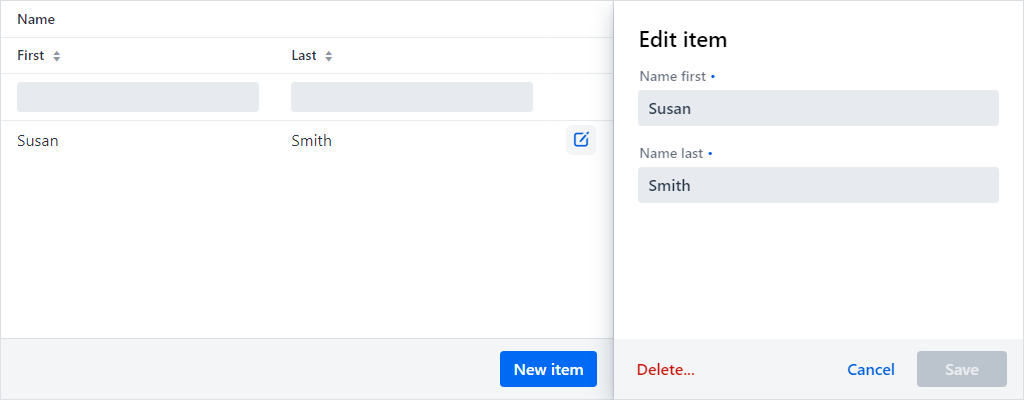 Name
First Last
Susan Smith
New item
Edit item
Name first •
Susan
Name last •
Smith
Delete... Cancel Save